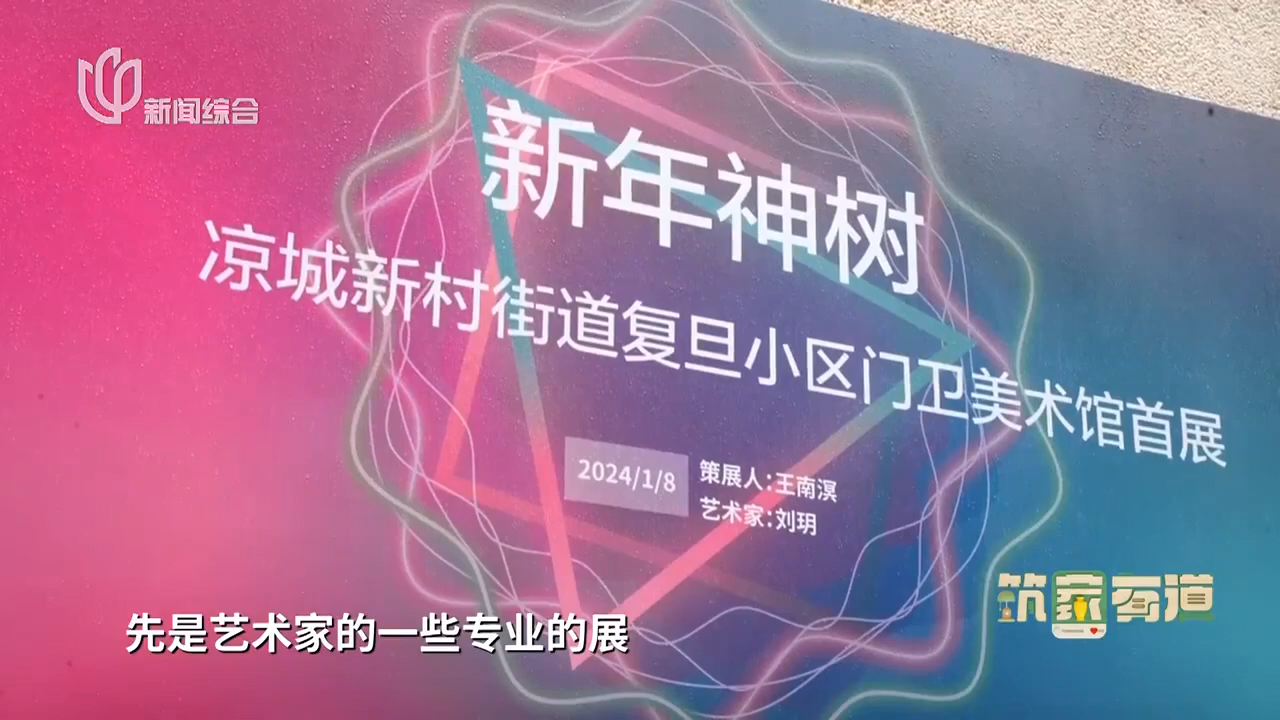 新闻综合
新年神树
凉城新村街道复旦小区门卫美术馆首展
2024/1/8
策展人:王南溟
艺术家:刘玥
筑家有道
先是艺术家的一些专业的展